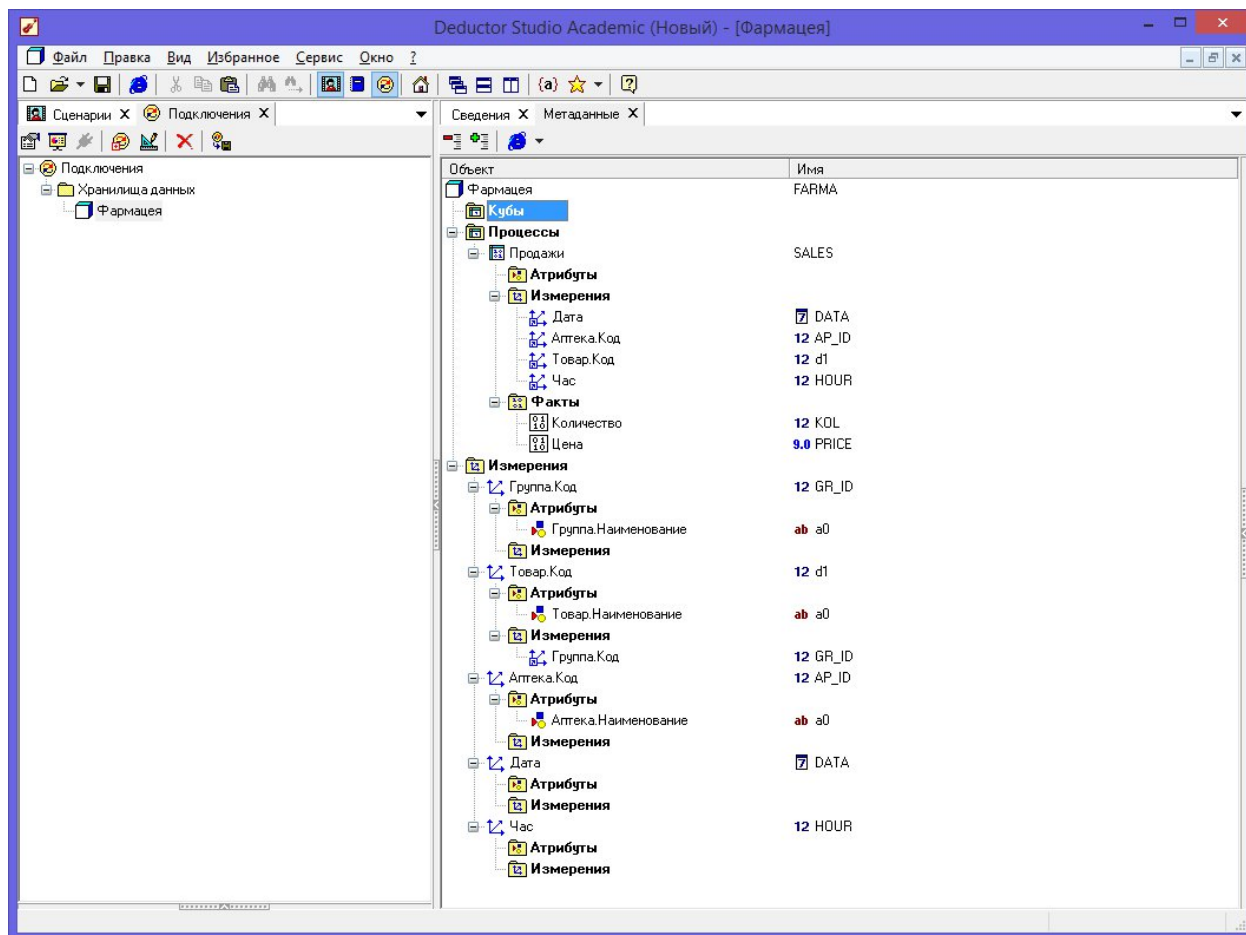 Deductor Studio Academic (Новый) - [Фармацея]
Файл Правка Вид Избранное Сервис Окно ?
Сценарии X Подключения X
Сведения X Метаданные X
Подключения
Хранилища данных
Фармацея
Объект Имя
Фармацея FARMA
Кубы
Процессы
Продажи SALES
Атрибуты
Измерения
Дата 7 DATA
Аптека.Код 12 AP_ID
Товар.Код 12 d1
Час 12 HOUR
Факты
Количество 12 KOL
Цена 9.0 PRICE
Измерения
Группа.Код 12 GR_ID
Атрибуты
Группа.Наименование ab a0
Измерения
Товар.Код 12 d1
Атрибуты
Товар.Наименование ab a0
Измерения
Группа.Код 12 GR_ID
Аптека.Код 12 AP_ID
Атрибуты
Аптека.Наименование ab a0
Измерения
Дата 7 DATA
Атрибуты
Измерения
Час 12 HOUR
Атрибуты
Измерения